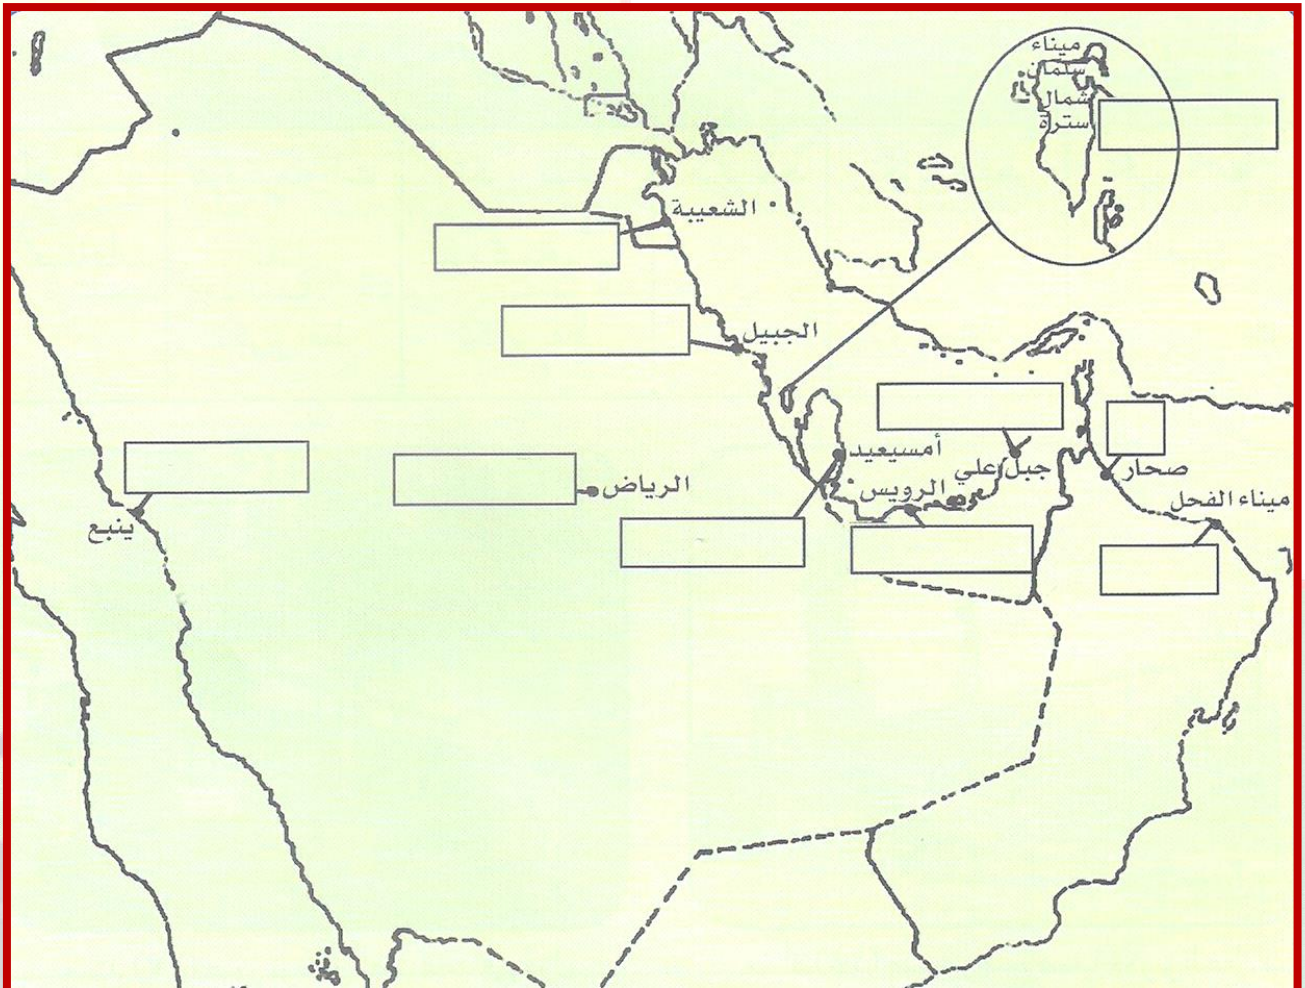 ميناء
سلمان
شمال
سترة
الشعيبة
الجبيل
أمسيعيد
جبل علي
صحار
الرياض
الرويس
ميناء الفحل
ينبع